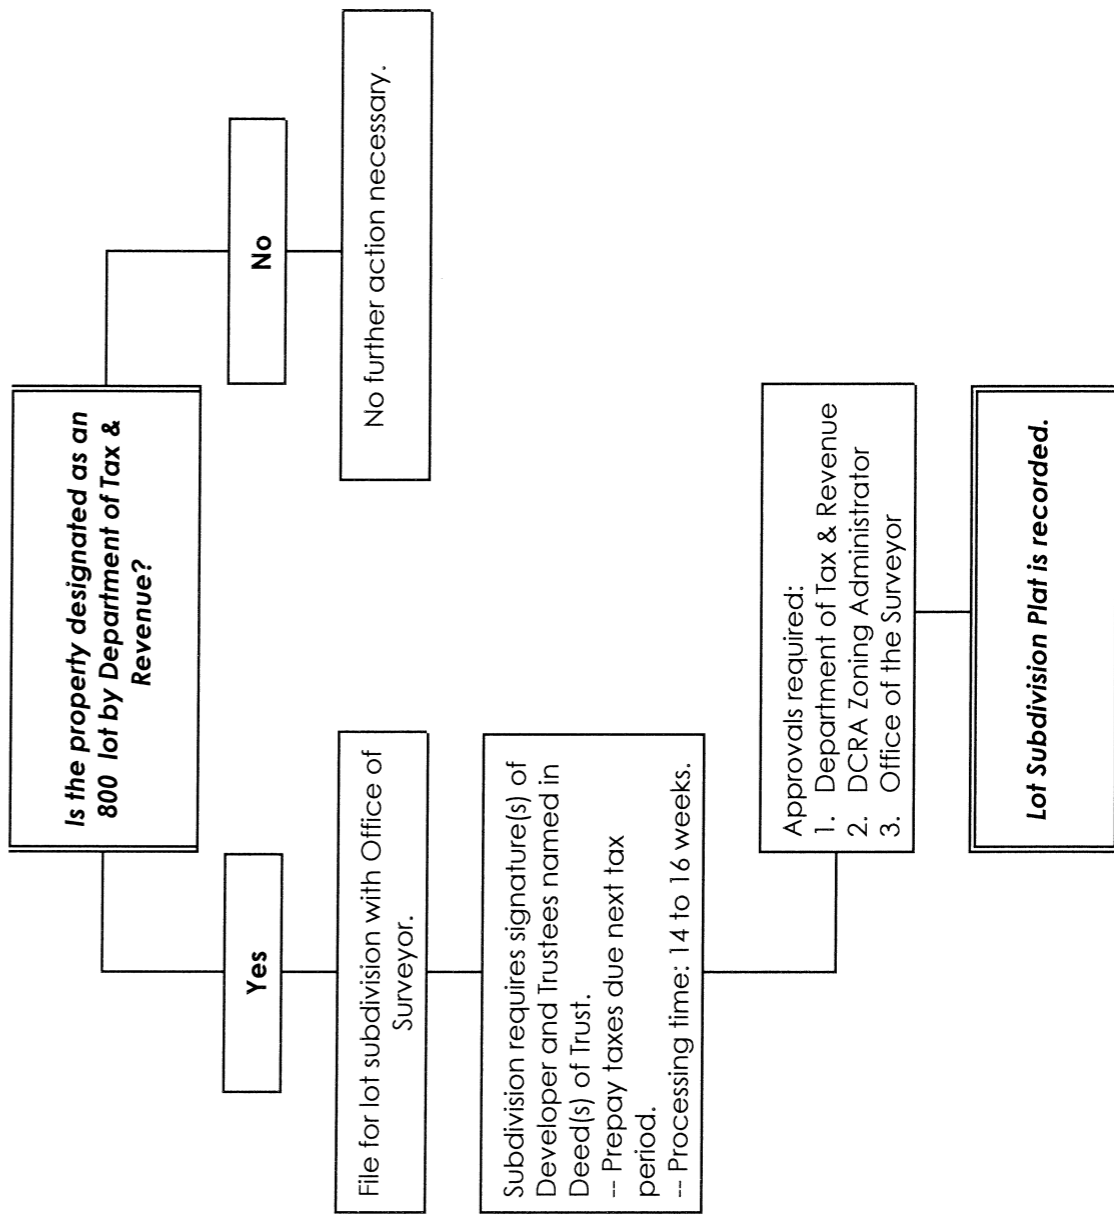 Is the property designated as an
800 lot by Department of Tax &
Revenue?
Yes
No
File for lot subdivision with Office of
Surveyor.
No further action necessary.
Subdivision requires signature(s) of
Developer and Trustees named in
Deed(s) of Trust.
-- Prepay taxes due next tax
period.
-- Processing time: 14 to 16 weeks.
Approvals required:
1. Department of Tax & Revenue
2. DCRA Zoning Administrator
3. Office of the Surveyor
Lot Subdivision Plat is recorded.